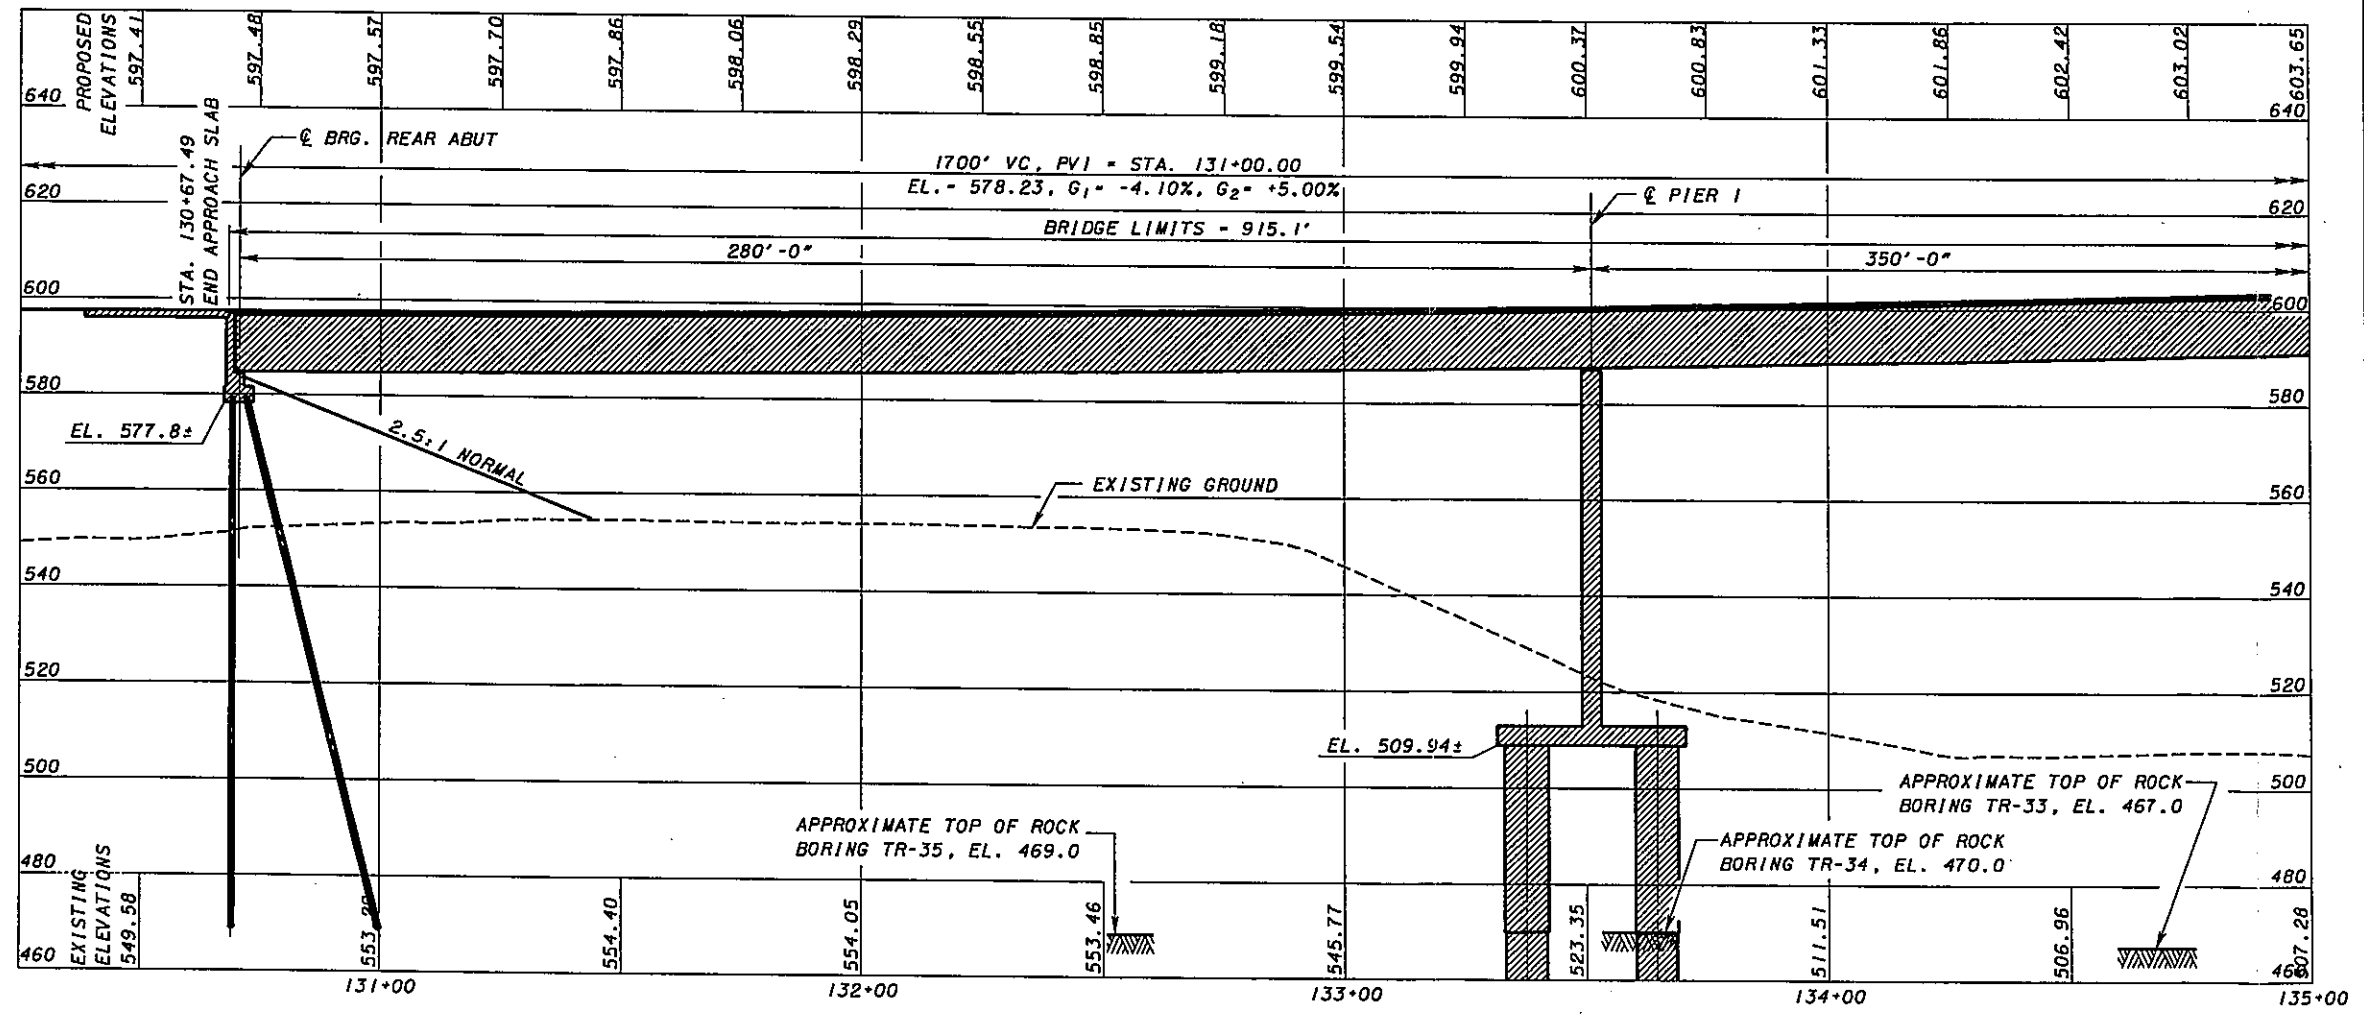 PROPOSED
ELEVATIONS
597.41
597.48
597.57
597.70
597.86
598.06
598.29
598.55
598.85
599.18
599.54
599.94
600.37
600.83
601.33
601.86
602.42
603.02
603.65
640
640
STA. 130+67.49
END APPROACH SLAB
℄ BRG. REAR ABUT
1700' VC, PVI = STA. 131+00.00
EL. = 578.23, G1= -4.10%, G2= +5.00%
℄ PIER 1
620
620
BRIDGE LIMITS = 915.1'
280'-0"
350'-0"
600
600
580
580
EL. 577.8±
2.5:1 NORMAL
560
EXISTING GROUND
560
540
540
520
520
EL. 509.94±
500
500
APPROXIMATE TOP OF ROCK
BORING TR-33, EL. 467.0
APPROXIMATE TOP OF ROCK
BORING TR-35, EL. 469.0
APPROXIMATE TOP OF ROCK
BORING TR-34, EL. 470.0
480
480
EXISTING
ELEVATIONS
549.58
554.40
554.05
553.46
545.77
523.35
511.51
506.96
507.28
460
131+00
132+00
133+00
134+00
135+00